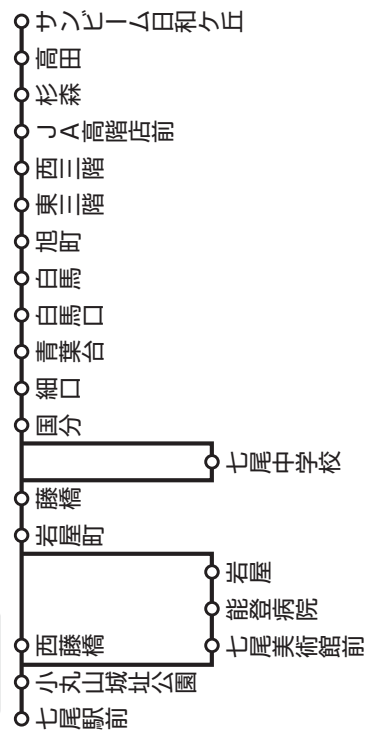 サンビーム日和ケ丘
高田
杉森
ＪＡ高階店前
西三階
東三階
旭町
白馬
白馬口
青葉台
細口
国分
七尾中学校
藤橋
岩屋町
岩屋
能登病院
七尾美術館前
西藤橋
小丸山城址公園
七尾駅前